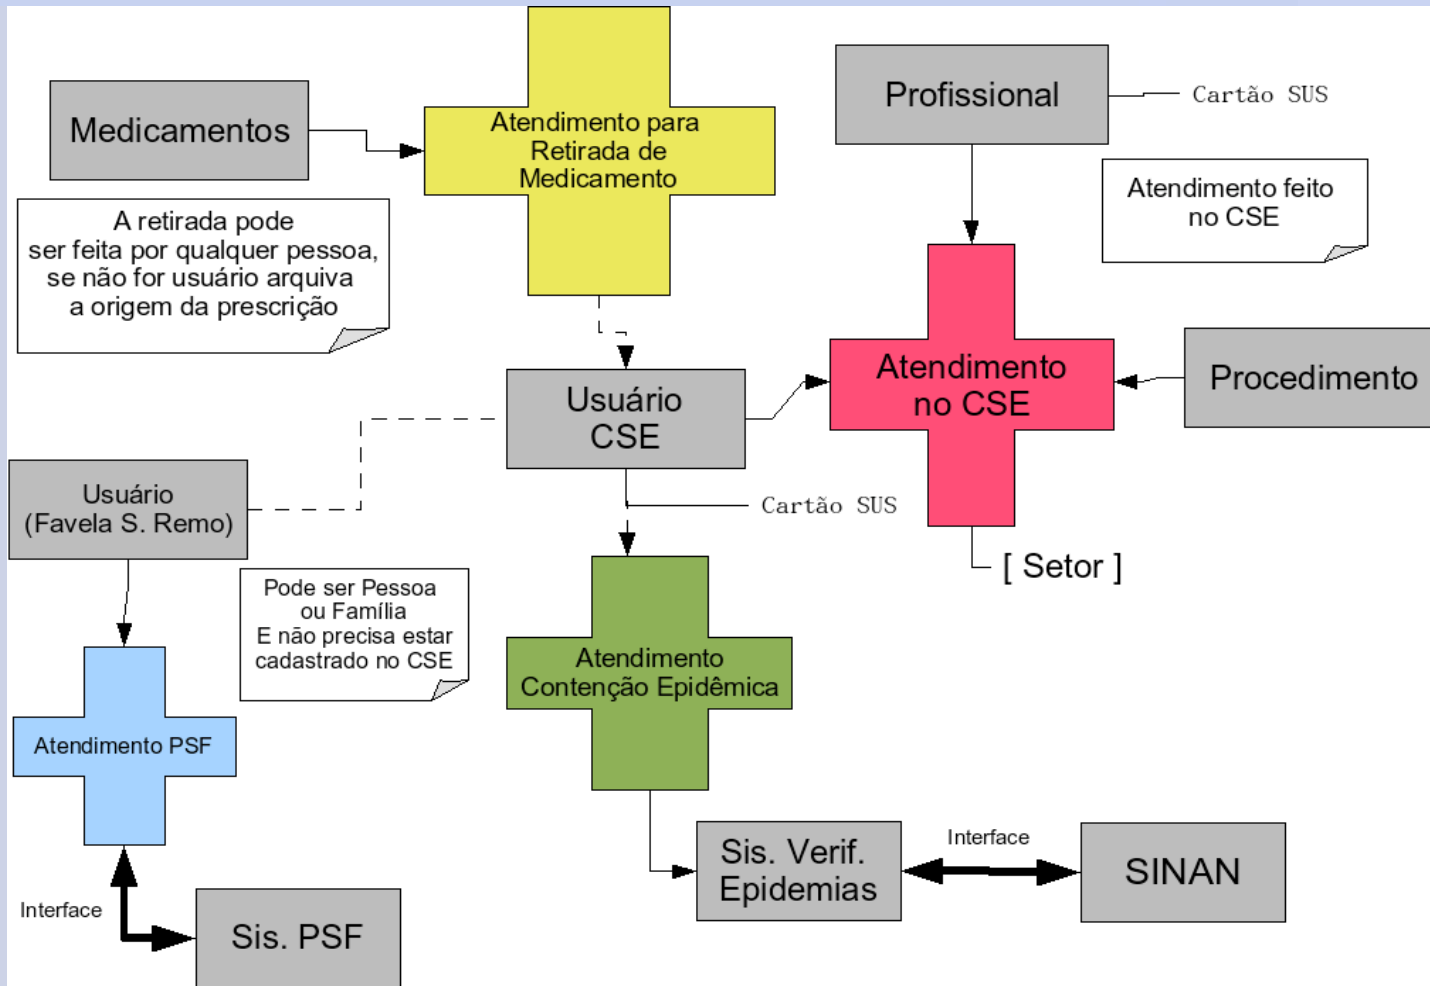 Medicamentos
Atendimento para
Retirada de
Medicamento
Profissional
Cartão SUS
A retirada pode
ser feita por qualquer pessoa,
se não for usuário arquiva
a origem da prescrição
Atendimento feito
no CSE
Usuário
CSE
Atendimento
no CSE
Procedimento
Usuário
(Favela S. Remo)
Cartão SUS
[ Setor ]
Pode ser Pessoa
ou Família
E não precisa estar
cadastrado no CSE
Atendimento
Contenção Epidêmica
Atendimento PSF
Interface
Sis. PSF
Sis. Verif.
Epidemias
Interface
SINAN